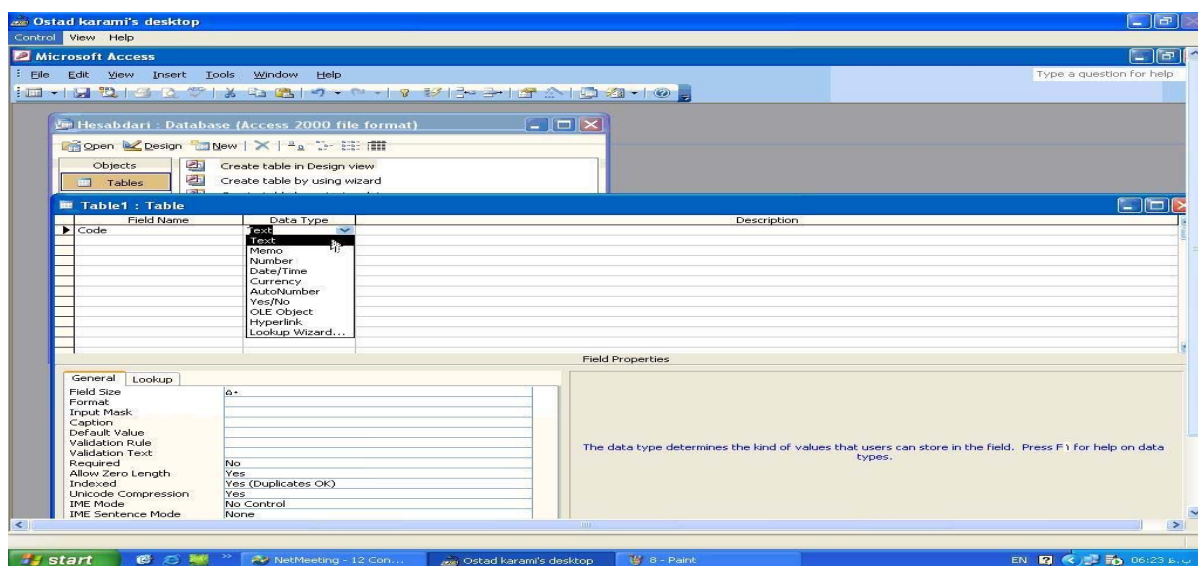 Ostad karami's desktop
Control View Help
Microsoft Access
File Edit View Insert Tools Window Help
Type a question for help
Hesabdari : Database (Access 2000 file format)
Open Design New
Objects
Create table in Design view
Tables
Create table by using wizard
Table1 : Table
Field Name Data Type Description
Code Text
Text
Memo
Number
Date/Time
Currency
AutoNumber
Yes/No
OLE Object
Hyperlink
Lookup Wizard...
Field Properties
General Lookup
Field Size ۵۰
Format
Input Mask
Caption
Default Value
Validation Rule
Validation Text
Required No
Allow Zero Length Yes
Indexed Yes (Duplicates OK)
Unicode Compression Yes
IME Mode No Control
IME Sentence Mode None
The data type determines the kind of values that users can store in the field. Press F۱ for help on data types.
start NetMeeting - 12 Con... Ostad karami's desktop 8 - Paint EN 06:23 ب.ظ